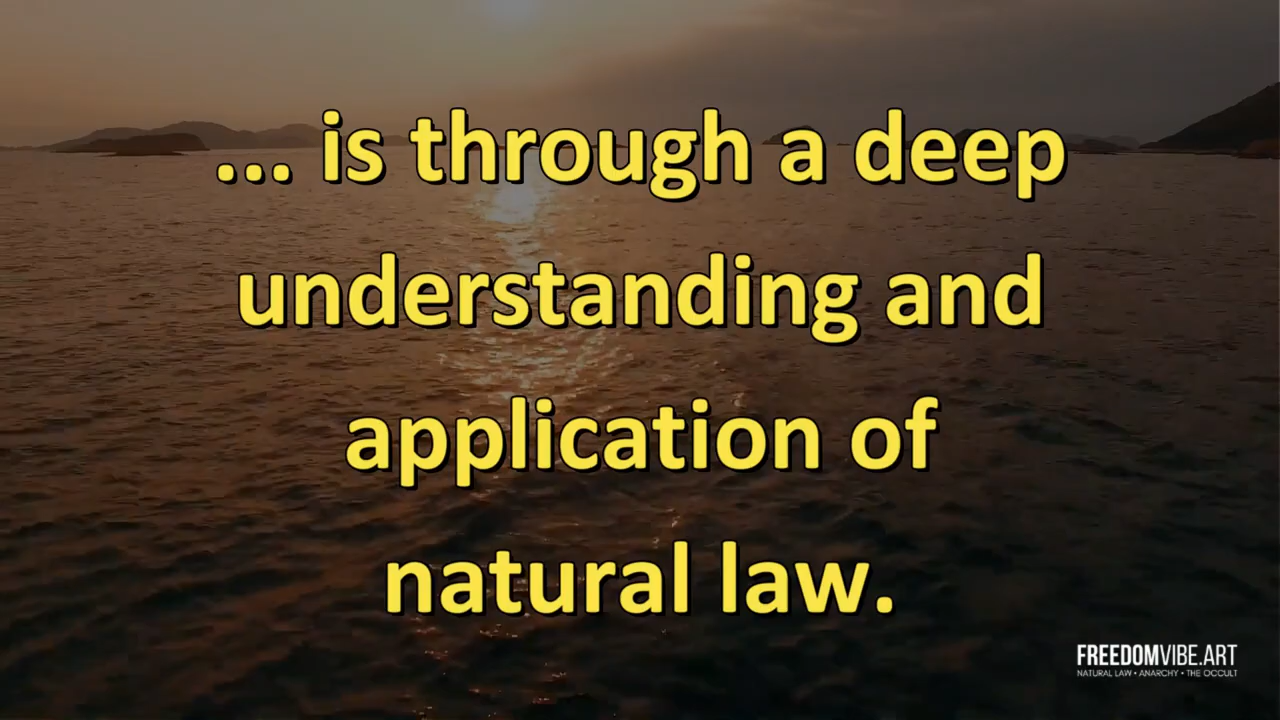 ... is through a deep
understanding and
application of
natural law.
FREEDOMVIBE.ART
NATURAL LAW • ANARCHY • THE OCCULT